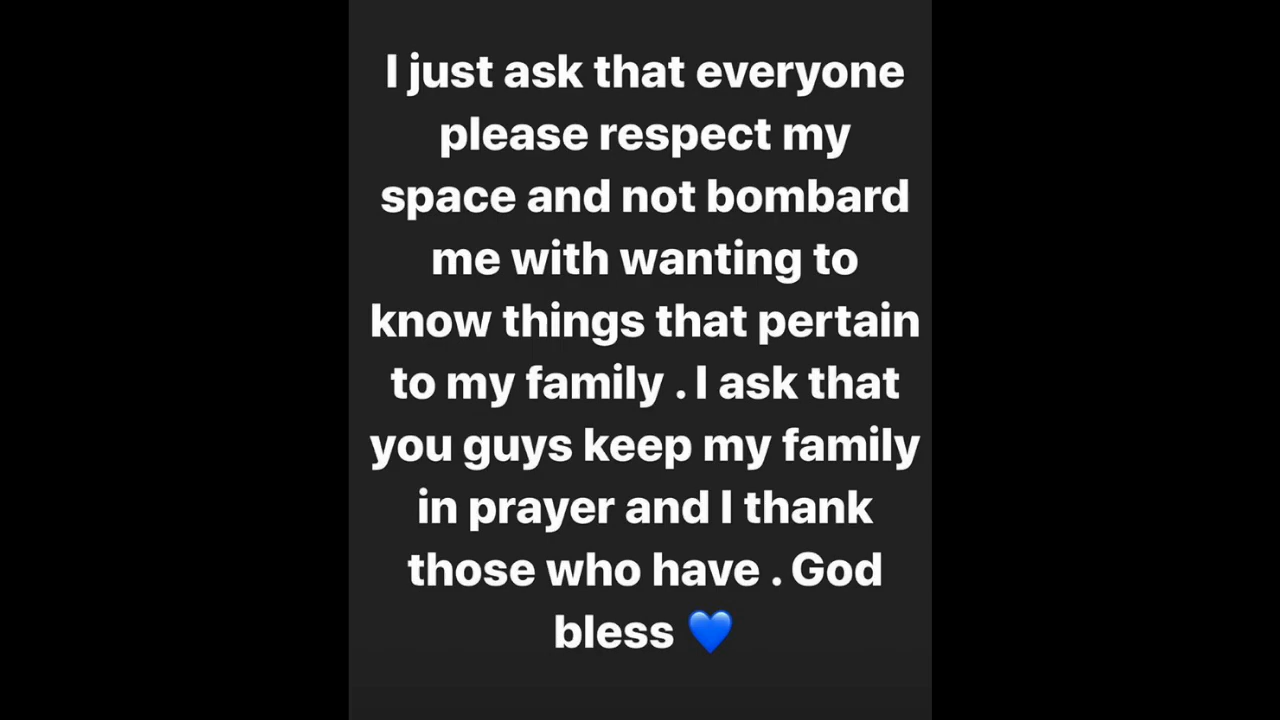 I just ask that everyone
please respect my
space and not bombard
me with wanting to
know things that pertain
to my family . I ask that
you guys keep my family
in prayer and I thank
those who have . God
bless 💙